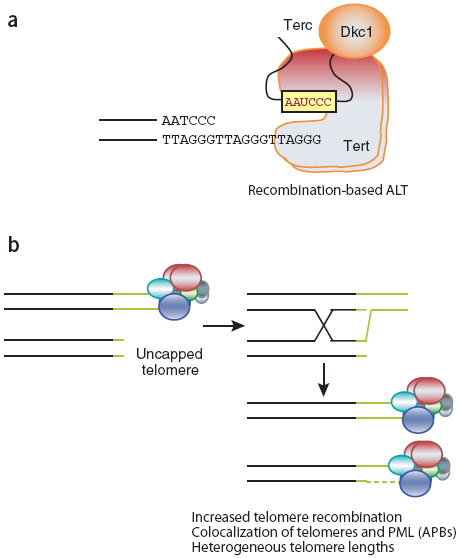 a
Terc
Dkc1
AAUCCC
AATCCC
TTAGGGTTAGGGTTAGGG
Tert
Recombination-based ALT
b
Uncapped
telomere
Increased telomere recombination
Colocalization of telomeres and PML (APBs)
Heterogeneous telomere lengths